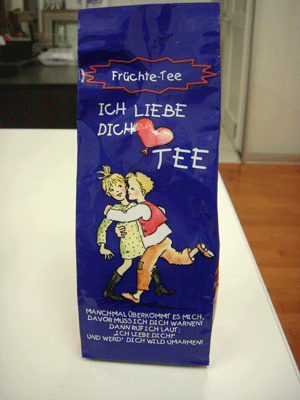 Früchte-Tee
ICH LIEBE
DICH
TEE
MANCHMAL ÜBERKOMMT ES MICH,
DAVOR MUSS ICH DICH WARNEN!
DANN RUF ICH LAUT:
„ICH LIEBE DICH!"
UND WERD' DICH WILD UMARMEN!